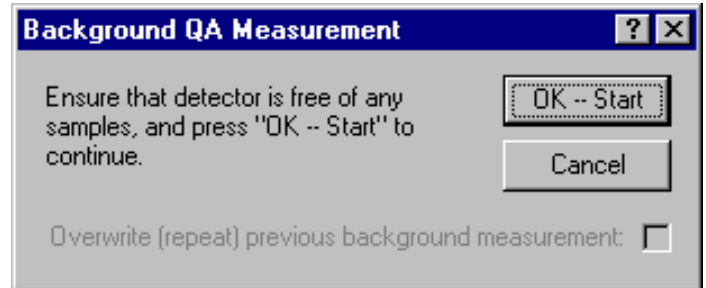 Background QA Measurement
Ensure that detector is free of any
samples, and press "OK -- Start" to
continue.
OK -- Start
Cancel
Overwrite (repeat) previous background measurement: